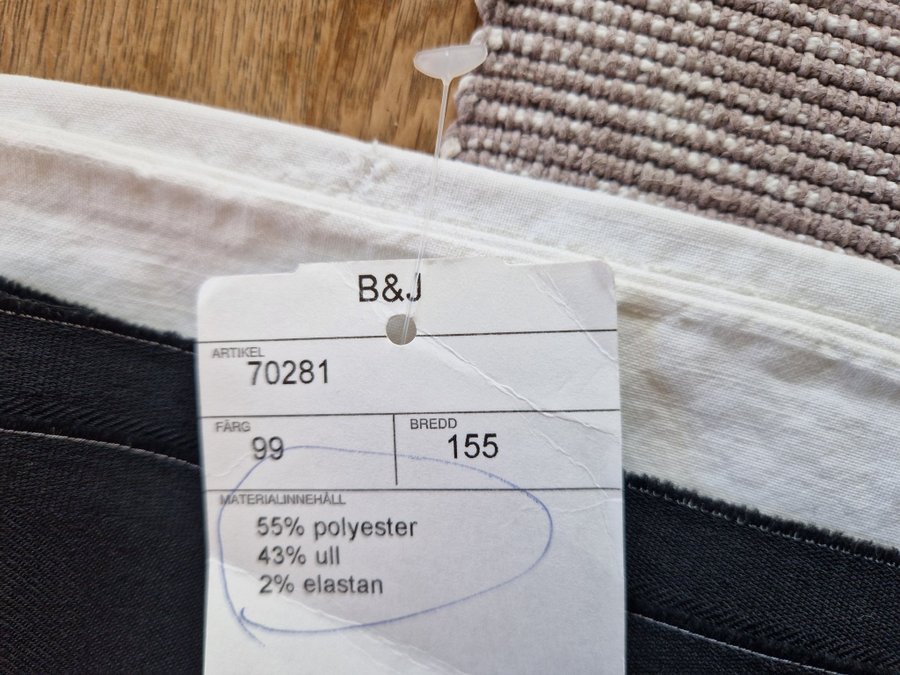 B&J
ARTIKEL
70281
FÄRG
99
BREDD
155
MATERIALINNEHÅLL
55% polyester
43% ull
2% elastan